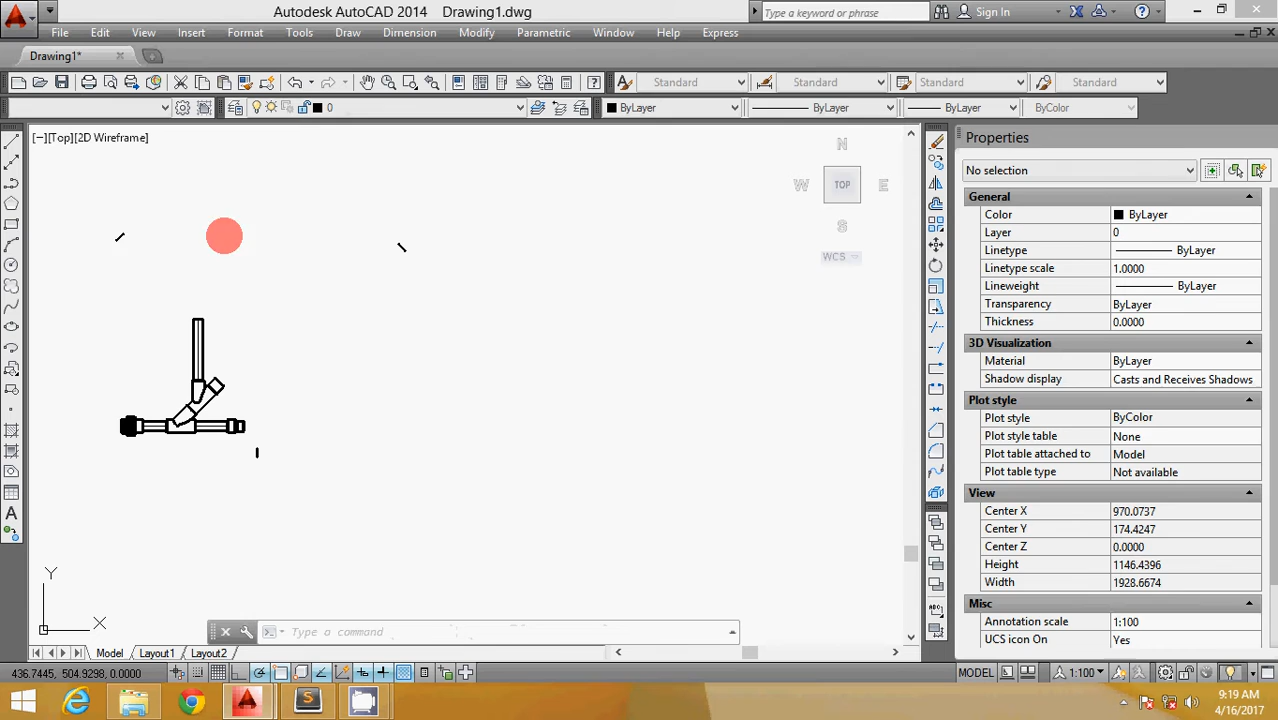 Autodesk AutoCAD 2014 Drawing1.dwg
Type a keyword or phrase
Sign In
File Edit View Insert Format Tools Draw Dimension Modify Parametric Window Help Express
Drawing1*
Standard Standard Standard Standard
0 ByLayer ByLayer ByLayer ByColor
[−][Top][2D Wireframe]
N
W TOP E
S
WCS
Y
X
Properties
No selection
General
Color ByLayer
Layer 0
Linetype ByLayer
Linetype scale 1.0000
Lineweight ByLayer
Transparency ByLayer
Thickness 0.0000
3D Visualization
Material ByLayer
Shadow display Casts and Receives Shadows
Plot style
Plot style ByColor
Plot style table None
Plot table attached to Model
Plot table type Not available
View
Center X 970.0737
Center Y 174.4247
Center Z 0.0000
Height 1146.4396
Width 1928.6674
Misc
Annotation scale 1:100
UCS icon On Yes
Type a command
Model Layout1 Layout2
436.7445, 504.9298, 0.0000
MODEL 1:100
9:19 AM
4/16/2017